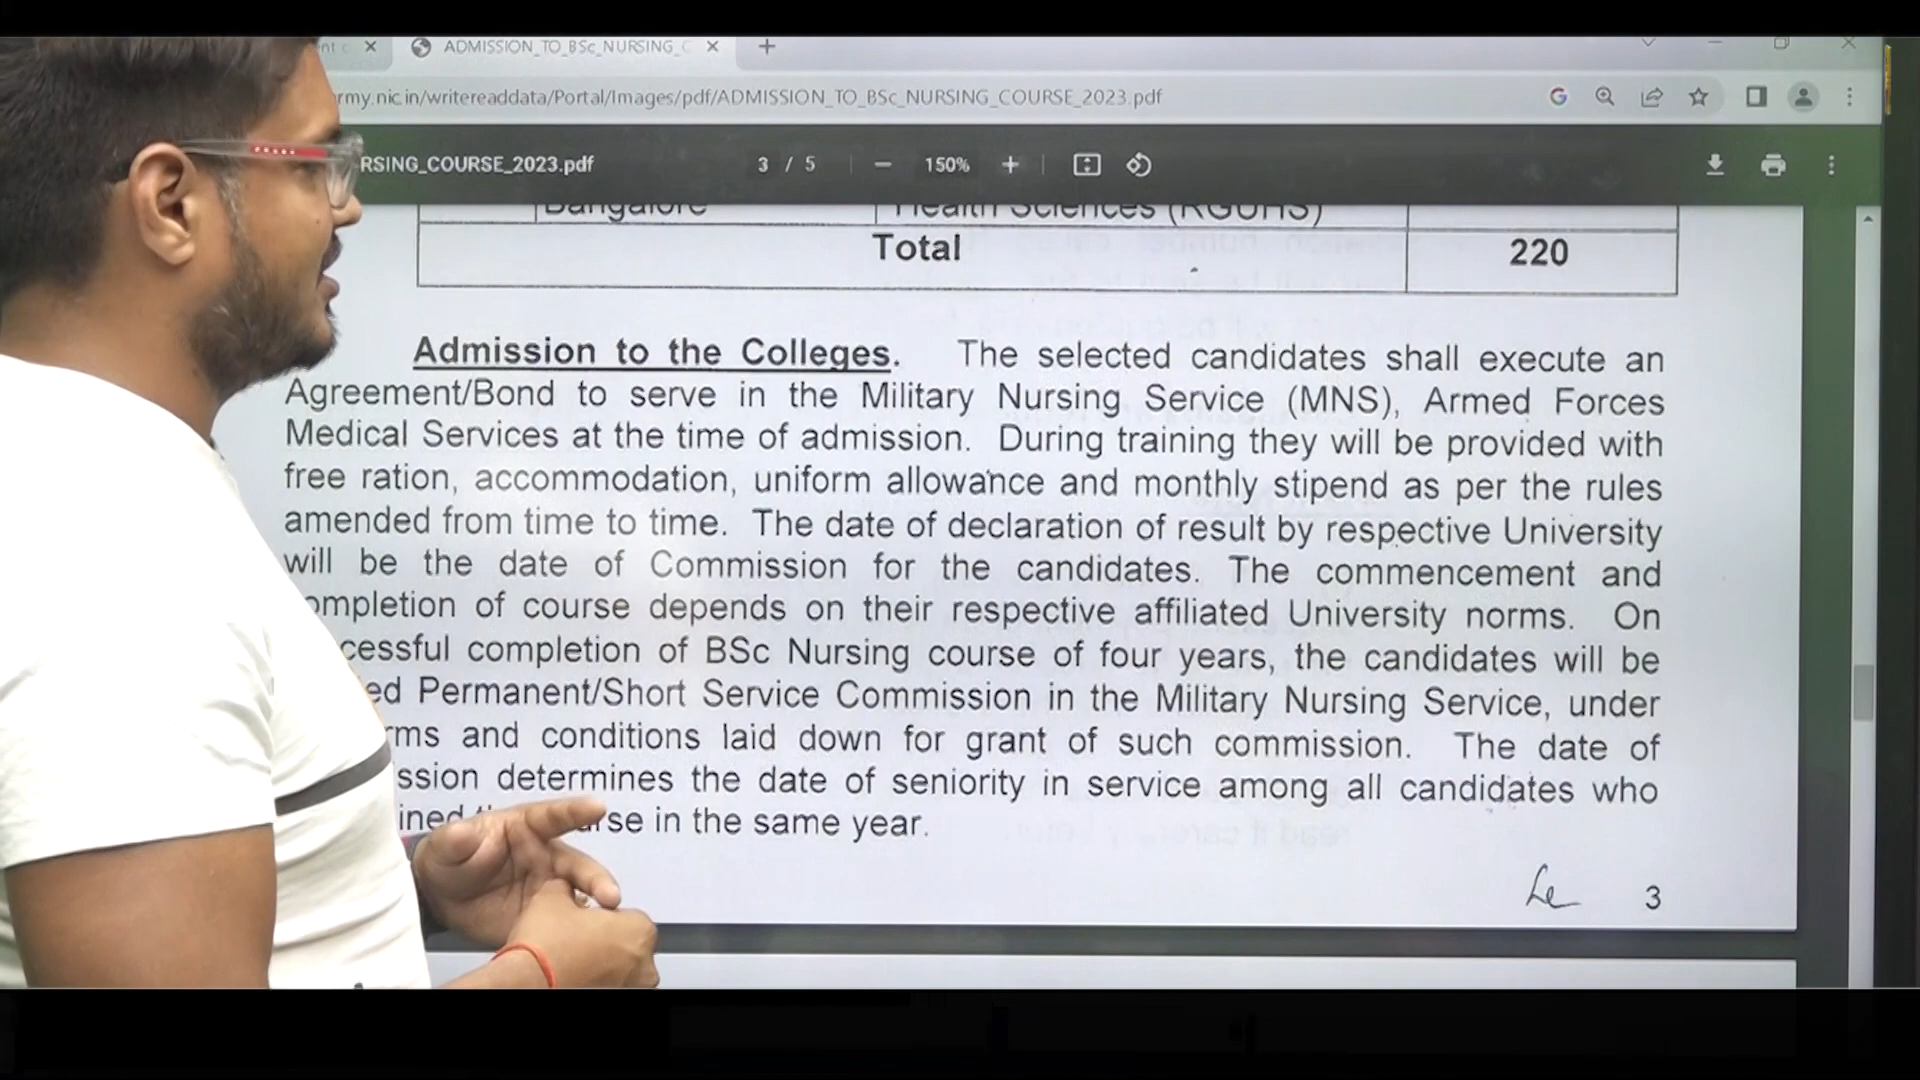 ADMISSION_TO_BSc_NURSING_C
rmy.nic.in/writereaddata/Portal/Images/pdf/ADMISSION_TO_BSc_NURSING_COURSE_2023.pdf
RSING_COURSE_2023.pdf 3 / 5 150%
Bangalore Health Sciences (RGUHS)
Total 220
Admission to the Colleges. The selected candidates shall execute an
Agreement/Bond to serve in the Military Nursing Service (MNS), Armed Forces
Medical Services at the time of admission. During training they will be provided with
free ration, accommodation, uniform allowance and monthly stipend as per the rules
amended from time to time. The date of declaration of result by respective University
will be the date of Commission for the candidates. The commencement and
ompletion of course depends on their respective affiliated University norms. On
cessful completion of BSc Nursing course of four years, the candidates will be
ed Permanent/Short Service Commission in the Military Nursing Service, under
rms and conditions laid down for grant of such commission. The date of
ssion determines the date of seniority in service among all candidates who
ined urse in the same year.
3